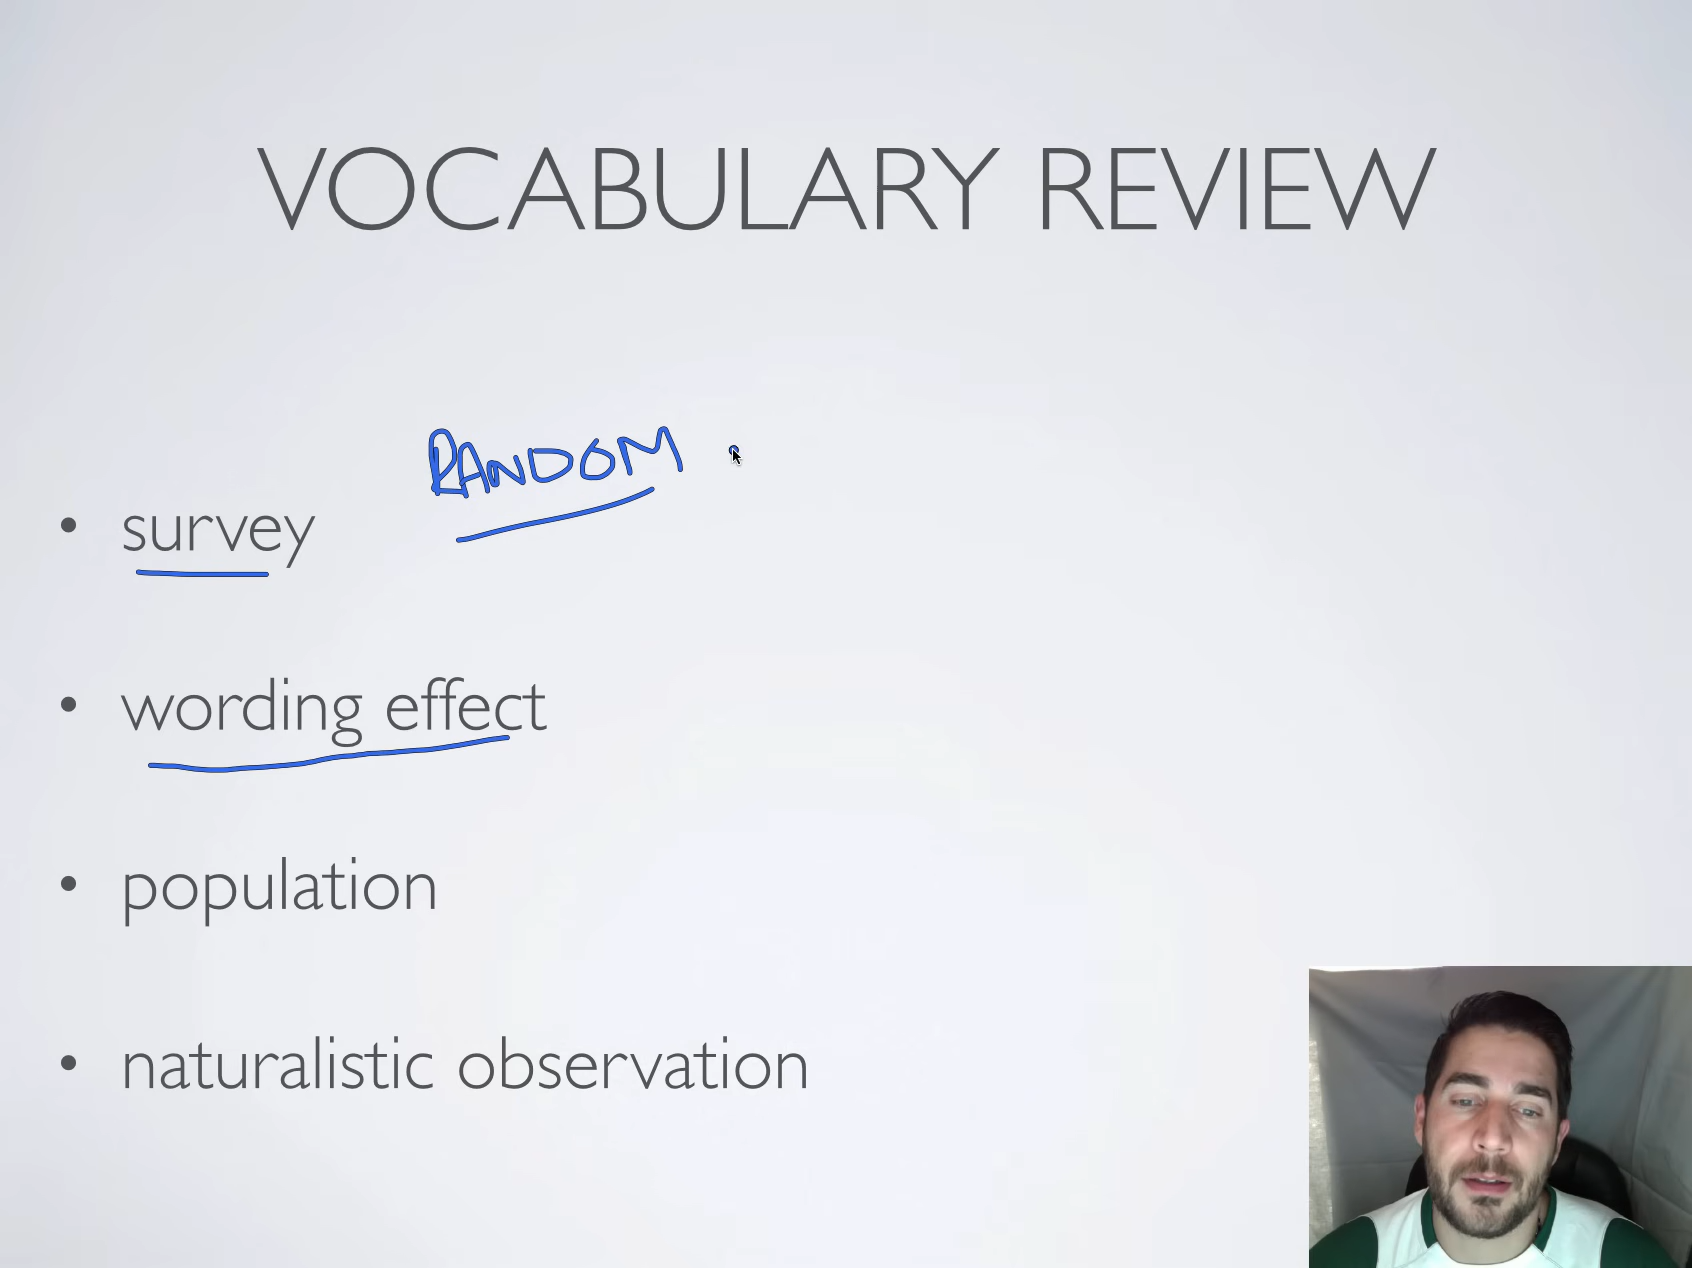 VOCABULARY REVIEW
RANDOM
• survey
• wording effect
• population
• naturalistic observation